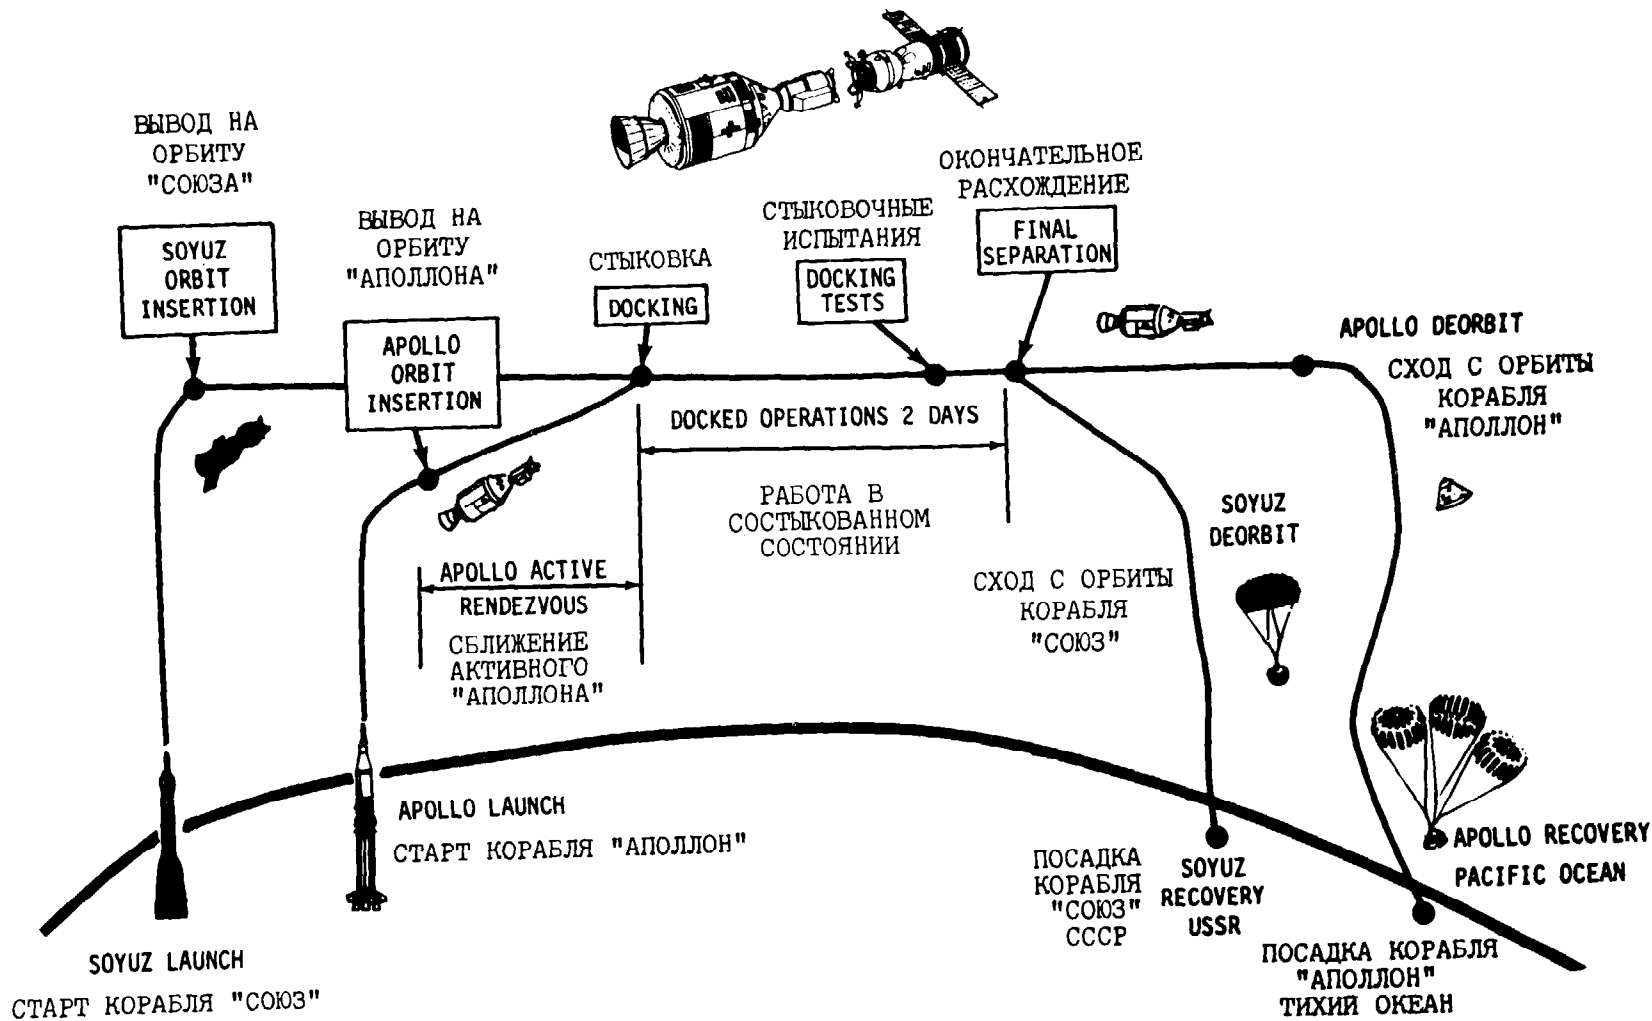 ВЫВОД НА
ОРБИТУ
"СОЮЗА"
SOYUZ
ORBIT
INSERTION
ВЫВОД НА
ОРБИТУ
"АПОЛЛОНА"
APOLLO
ORBIT
INSERTION
СТЫКОВКА
DOCKING
СТЫКОВОЧНЫЕ
ИСПЫТАНИЯ
DOCKING
TESTS
ОКОНЧАТЕЛЬНОЕ
РАСХОЖДЕНИЕ
FINAL
SEPARATION
APOLLO DEORBIT
СХОД С ОРБИТЫ
КОРАБЛЯ
"АПОЛЛОН"
DOCKED OPERATIONS 2 DAYS
РАБОТА В
СОСТЫКОВАННОМ
СОСТОЯНИИ
SOYUZ
DEORBIT
СХОД С ОРБИТЫ
КОРАБЛЯ
"СОЮЗ"
APOLLO ACTIVE
RENDEZVOUS
СБЛИЖЕНИЕ
АКТИВНОГО
"АПОЛЛОНА"
APOLLO LAUNCH
СТАРТ КОРАБЛЯ "АПОЛЛОН"
SOYUZ LAUNCH
СТАРТ КОРАБЛЯ "СОЮЗ"
ПОСАДКА
КОРАБЛЯ
"СОЮЗ"
СССР
SOYUZ
RECOVERY
USSR
APOLLO RECOVERY
PACIFIC OCEAN
ПОСАДКА КОРАБЛЯ
"АПОЛЛОН"
ТИХИЙ ОКЕАН